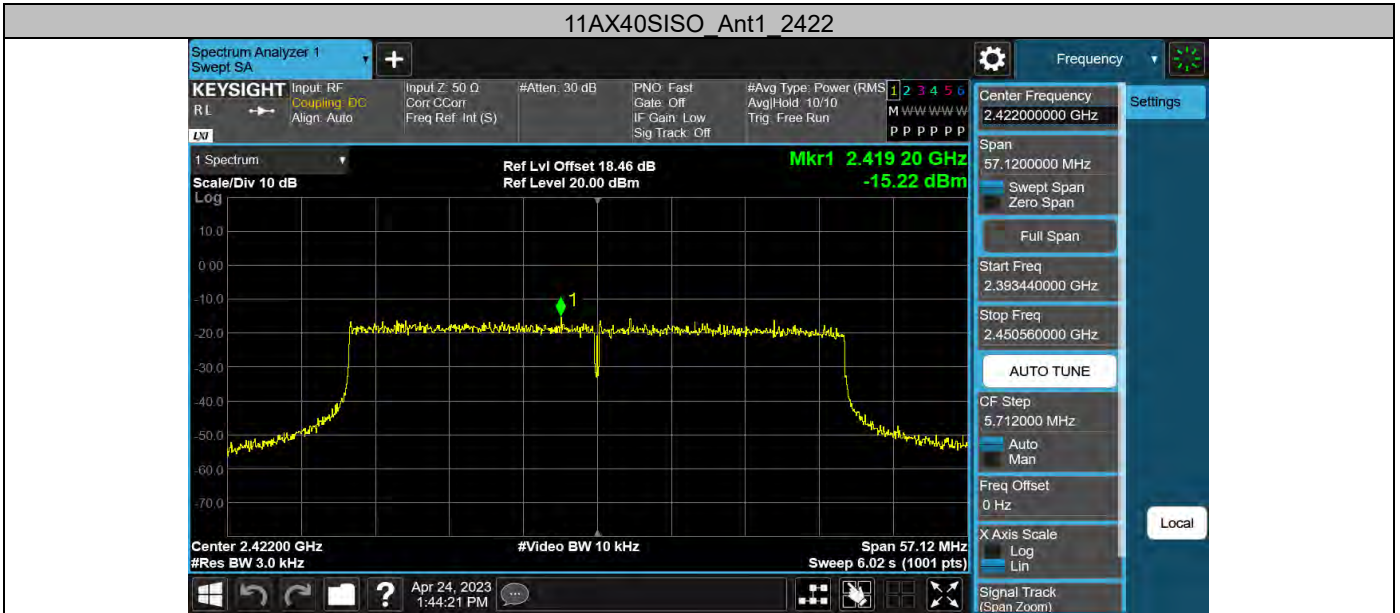 11AX40SISO_Ant1_2422
Spectrum Analyzer 1
Swept SA
+
Frequency
KEYSIGHT
RL
LXI
Input: RF
Coupling: DC
Align: Auto
Input Z: 50 Ω
Corr CCorr
Freq Ref: Int (S)
#Atten: 30 dB
PNO: Fast
Gate: Off
IF Gain: Low
Sig Track: Off
#Avg Type: Power (RMS
Avg|Hold: 10/10
Trig: Free Run
1 2 3 4 5 6
M W W W W W
P P P P P P
1 Spectrum
Scale/Div 10 dB
Ref Lvl Offset 18.46 dB
Ref Level 20.00 dBm
Mkr1 2.419 20 GHz
-15.22 dBm
Log
10.0
0.00
-10.0
-20.0
-30.0
-40.0
-50.0
-60.0
-70.0
1
Center 2.42200 GHz
#Res BW 3.0 kHz
#Video BW 10 kHz
Span 57.12 MHz
Sweep 6.02 s (1001 pts)
Center Frequency
2.422000000 GHz
Settings
Span
57.1200000 MHz
Swept Span
Zero Span
Full Span
Start Freq
2.393440000 GHz
Stop Freq
2.450560000 GHz
AUTO TUNE
CF Step
5.712000 MHz
Auto
Man
Freq Offset
0 Hz
X Axis Scale
Log
Lin
Local
Signal Track
(Span Zoom)
?
Apr 24, 2023
1:44:21 PM